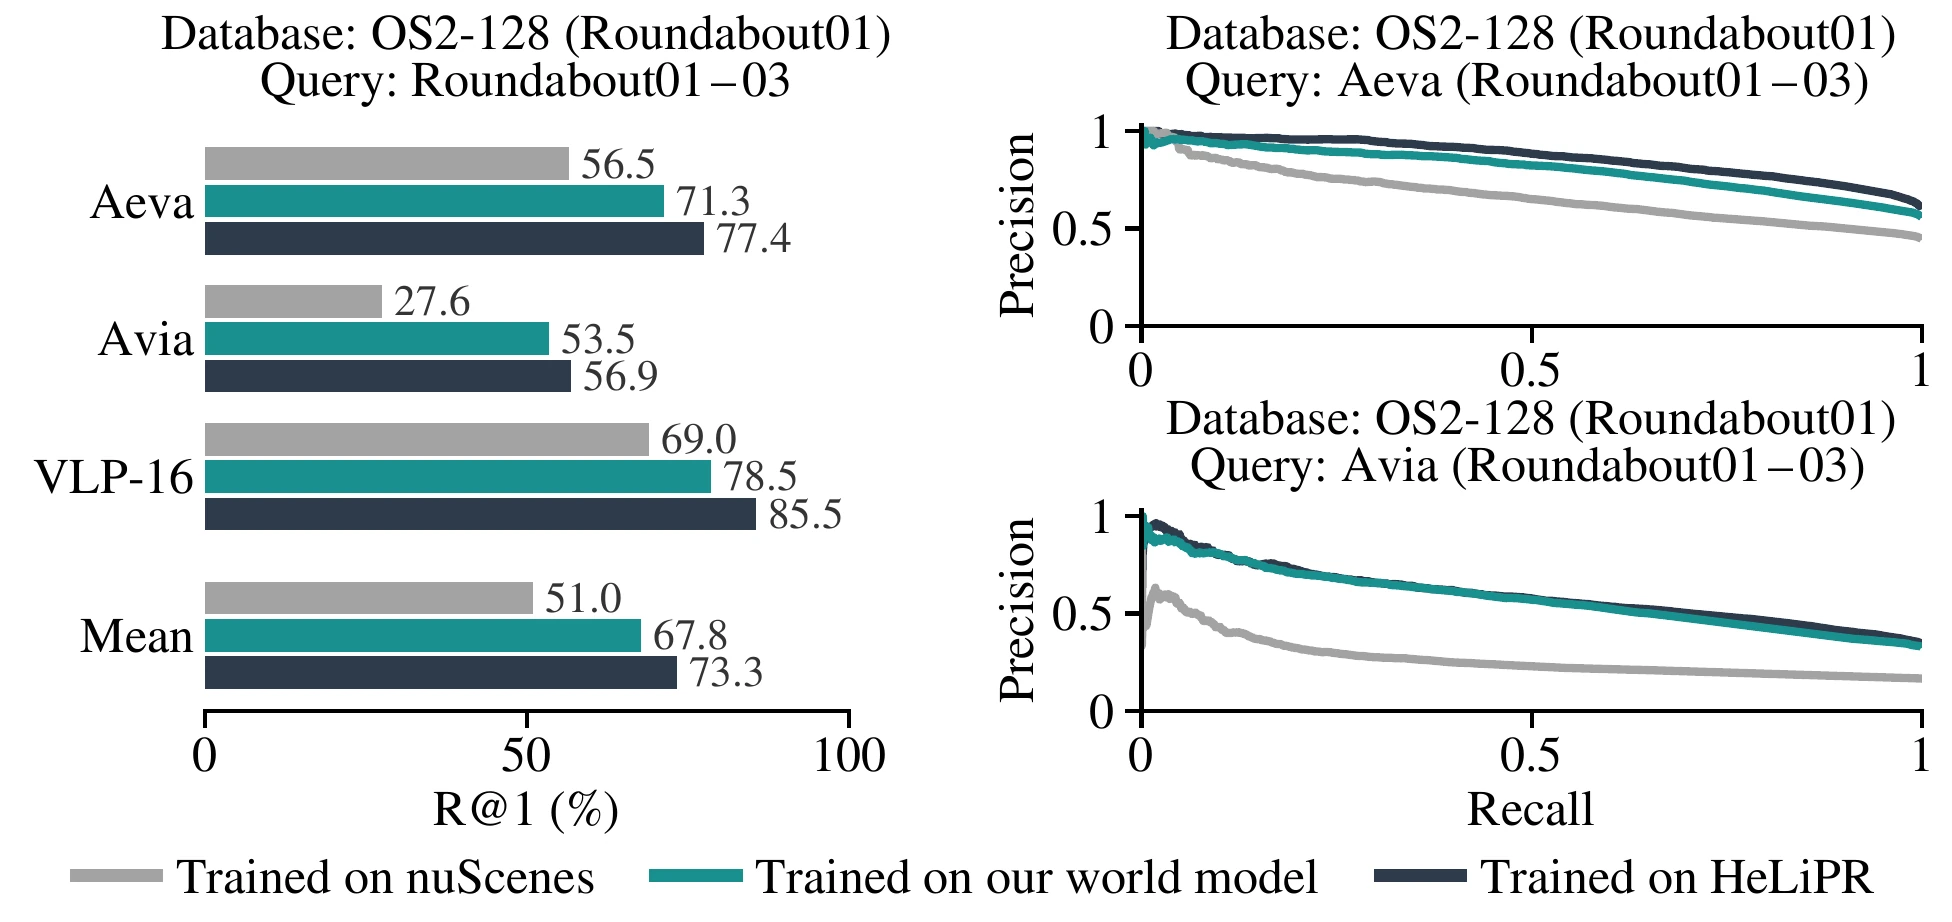 Database: OS2-128 (Roundabout01)
Query: Roundabout01–03
Aeva
56.5
71.3
77.4
Avia
27.6
53.5
56.9
VLP-16
69.0
78.5
85.5
Mean
51.0
67.8
73.3
0
50
100
R@1 (%)
Database: OS2-128 (Roundabout01)
Query: Aeva (Roundabout01–03)
Precision
1
0.5
0
0
0.5
1
Database: OS2-128 (Roundabout01)
Query: Avia (Roundabout01–03)
Precision
1
0.5
0
0
0.5
1
Recall
Trained on nuScenes
Trained on our world model
Trained on HeLiPR